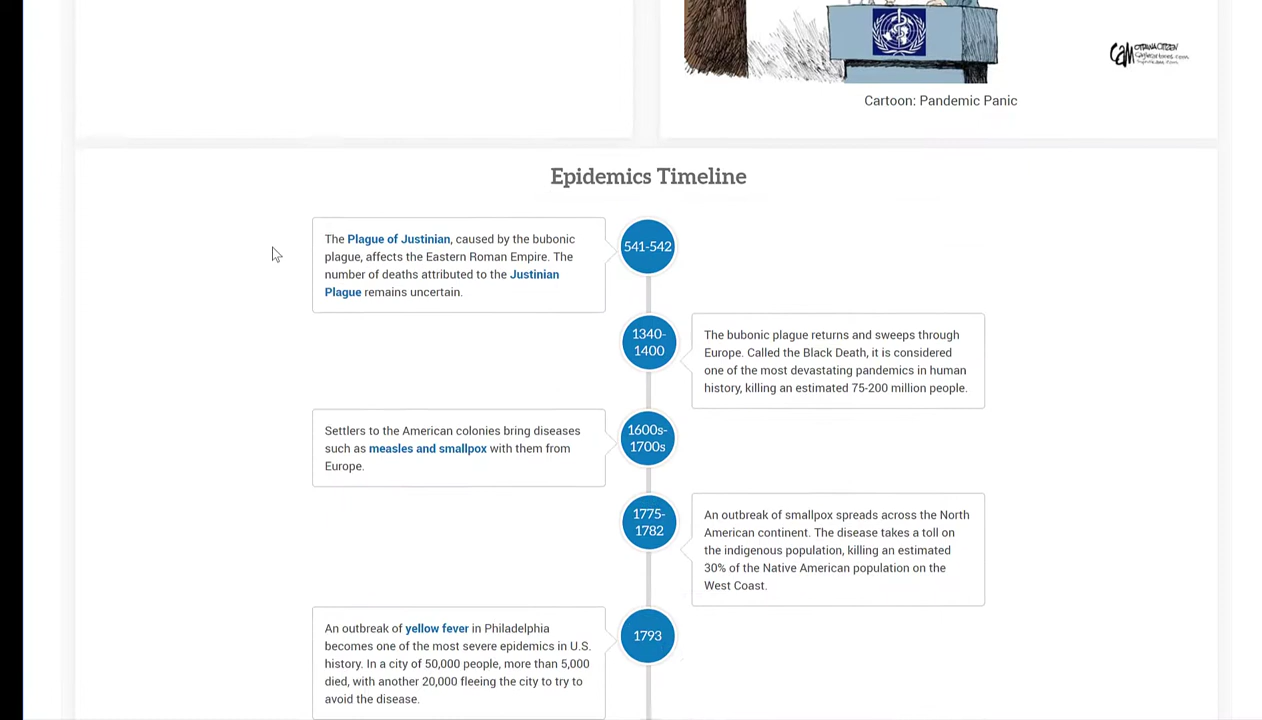 CAM OTTAWA CITIZEN
Cartoon: Pandemic Panic
Epidemics Timeline
The Plague of Justinian, caused by the bubonic
plague, affects the Eastern Roman Empire. The
number of deaths attributed to the Justinian
Plague remains uncertain.
541-542
1340-
1400
The bubonic plague returns and sweeps through
Europe. Called the Black Death, it is considered
one of the most devastating pandemics in human
history, killing an estimated 75-200 million people.
Settlers to the American colonies bring diseases
such as measles and smallpox with them from
Europe.
1600s-
1700s
1775-
1782
An outbreak of smallpox spreads across the North
American continent. The disease takes a toll on
the indigenous population, killing an estimated
30% of the Native American population on the
West Coast.
An outbreak of yellow fever in Philadelphia
becomes one of the most severe epidemics in U.S.
history. In a city of 50,000 people, more than 5,000
died, with another 20,000 fleeing the city to try to
avoid the disease.
1793